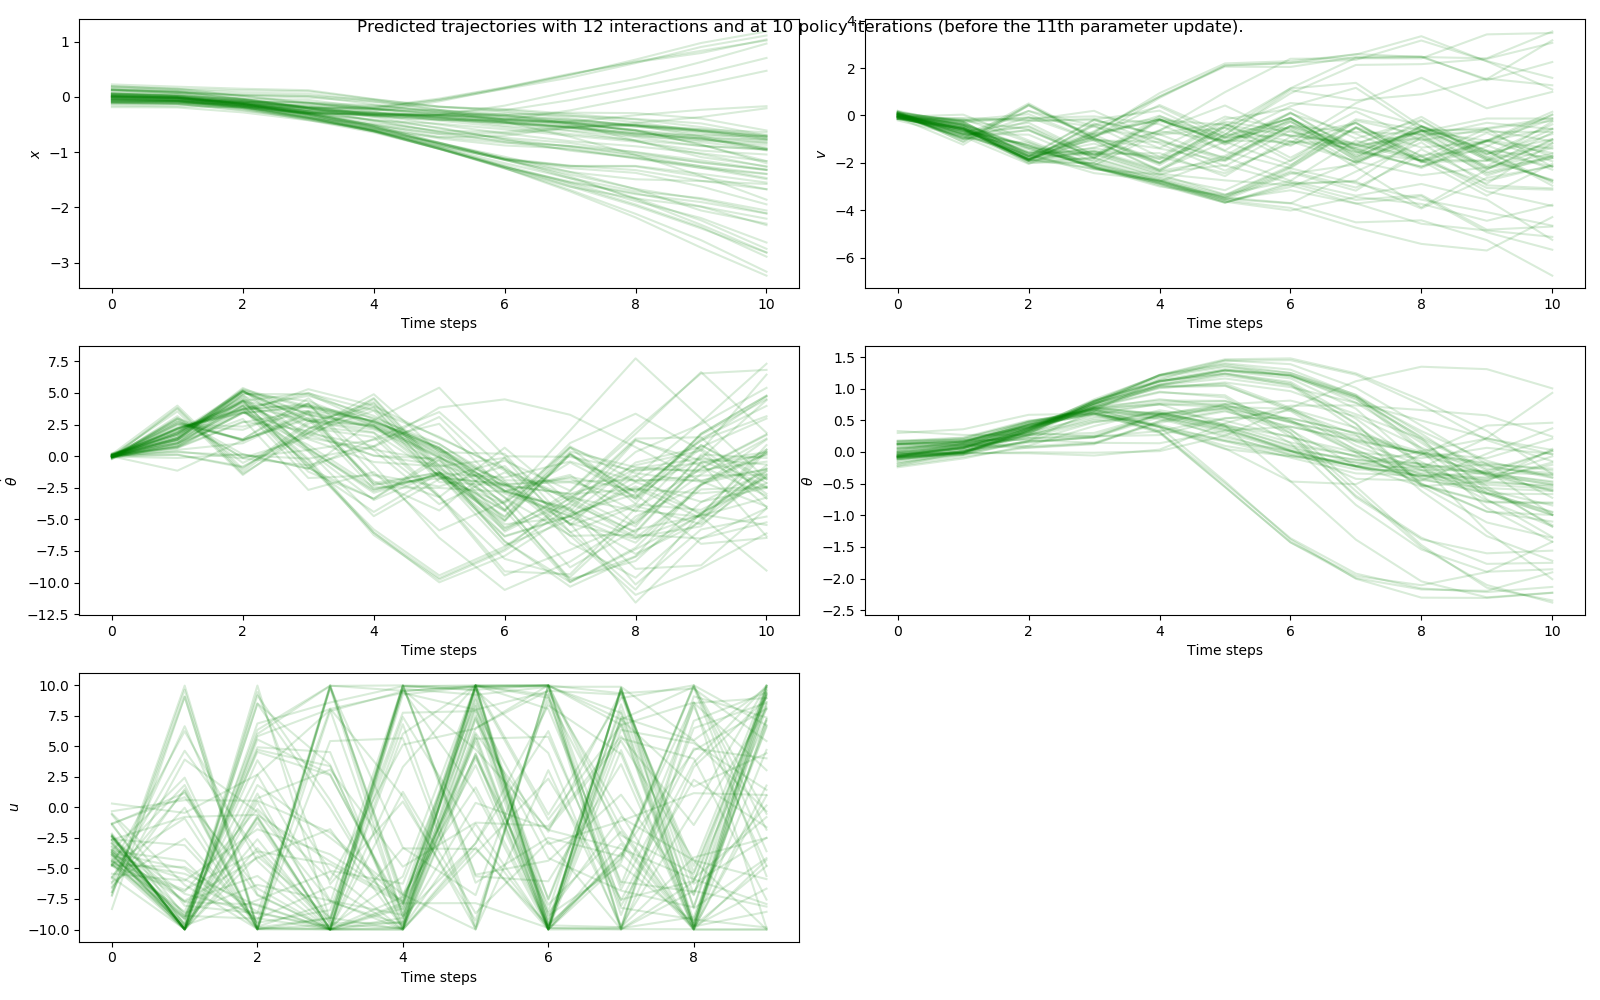 Predicted trajectories with 12 interactions and at 10 policy iterations (before the 11th parameter update).
1
0
−1
−2
−3
x
0 2 4 6 8 10
Time steps
4
2
0
−2
−4
−6
v
0 2 4 6 8 10
Time steps
7.5
5.0
2.5
0.0
−2.5
−5.0
−7.5
−10.0
−12.5
θ̇
0 2 4 6 8 10
Time steps
1.5
1.0
0.5
0.0
−0.5
−1.0
−1.5
−2.0
−2.5
θ
0 2 4 6 8 10
Time steps
10.0
7.5
5.0
2.5
0.0
−2.5
−5.0
−7.5
−10.0
u
0 2 4 6 8
Time steps